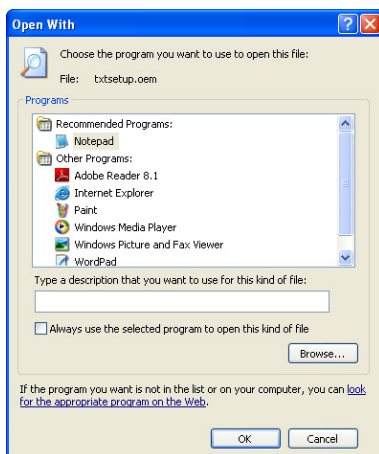 Open With
Choose the program you want to use to open this file:
File: txtsetup.oem
Programs
Recommended Programs:
Notepad
Other Programs:
Adobe Reader 8.1
Internet Explorer
Paint
Windows Media Player
Windows Picture and Fax Viewer
WordPad
Type a description that you want to use for this kind of file:
Always use the selected program to open this kind of file
Browse...
If the program you want is not in the list or on your computer, you can look
for the appropriate program on the Web.
OK Cancel